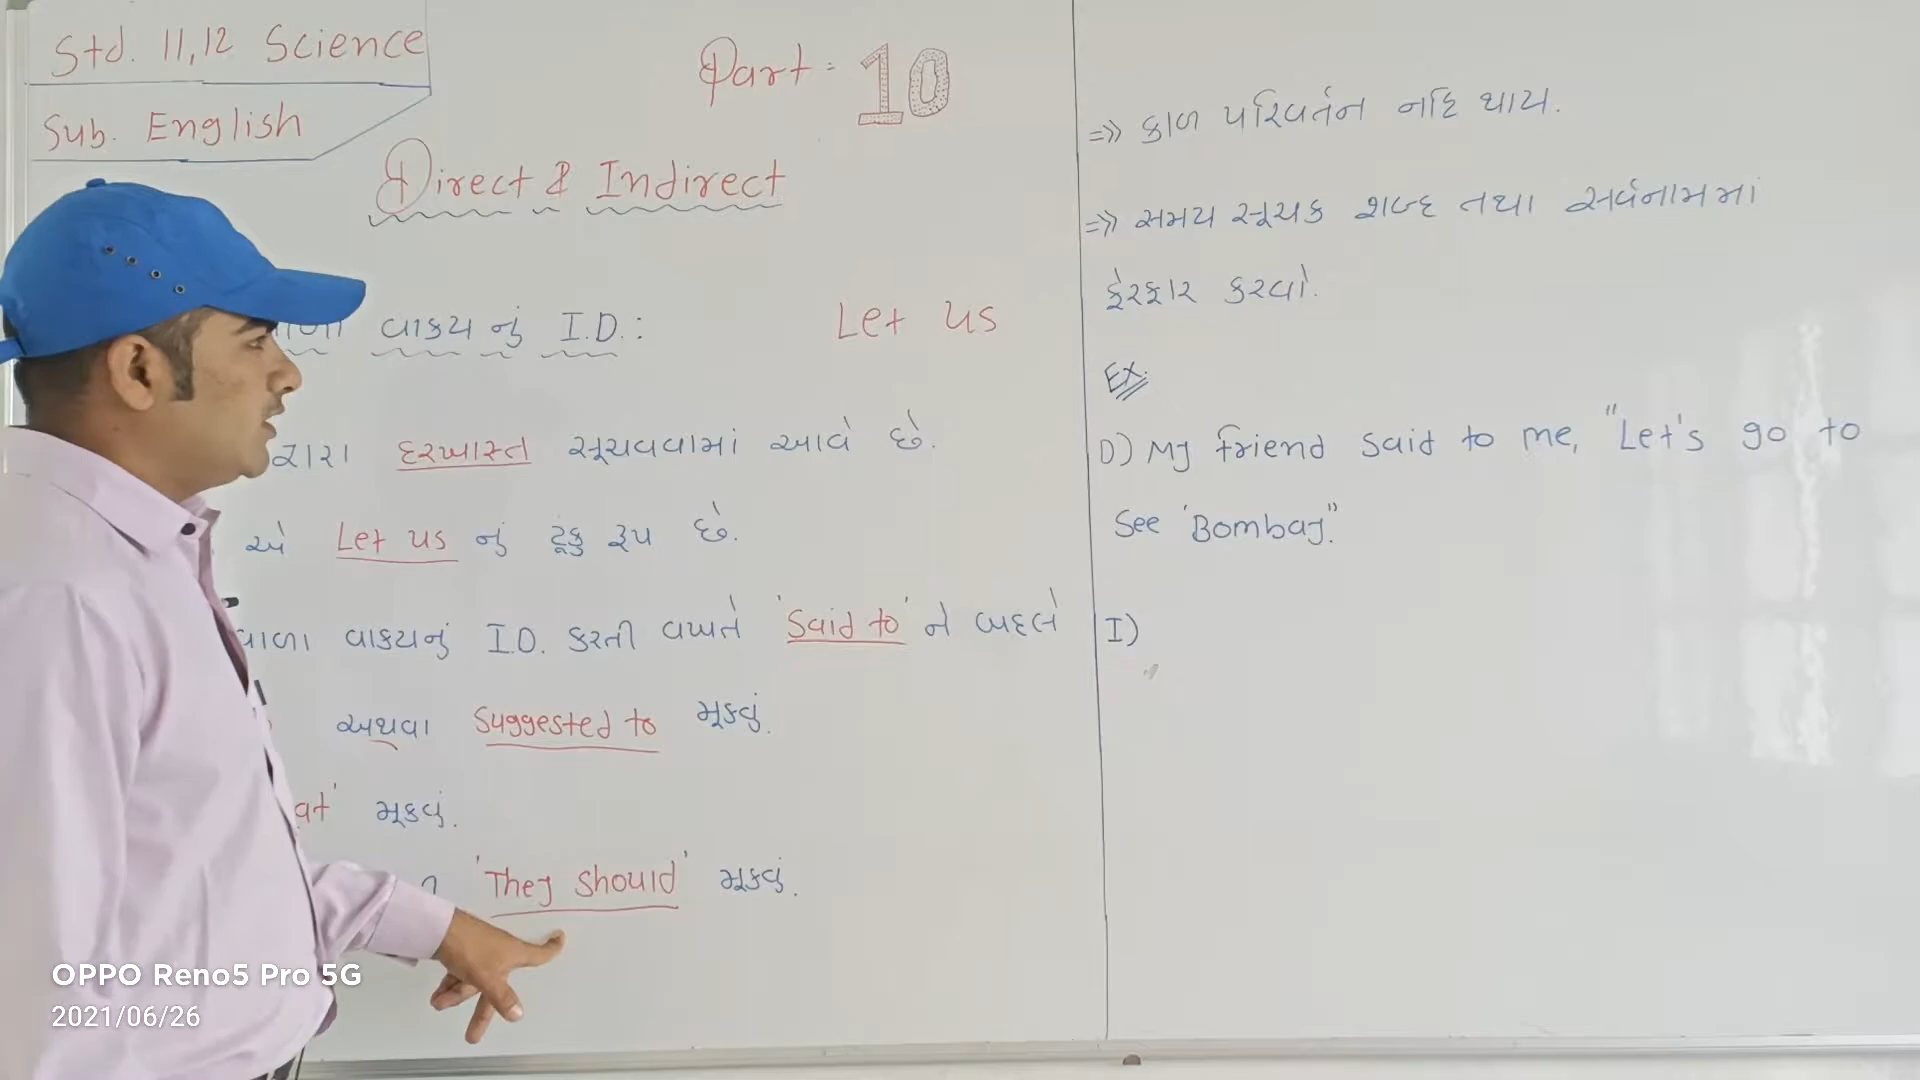 Std. 11,12 Science
Sub. English
Part: 10
Direct & Indirect
વાક્ય નું I.D.:
Let us
દ્વારા દરખાસ્ત સૂચવવામાં આવે છે.
એ Let us નું ટૂંકુ રૂપ છે.
વાળા વાક્યનું I.D. કરતી વખતે 'Said to' ને બદલે
અથવા Suggested to મૂકવું.
at' મૂકવું.
'They should' મૂકવું.
=>> કાળ પરિવર્તન નહિ થાય.
=>> સમય સૂચક શબ્દ તથા સર્વનામમાં
ફેરફાર કરવો.
Ex.
D) My friend said to me, "Let's go to
See 'Bombay."
I)
OPPO Reno5 Pro 5G
2021/06/26